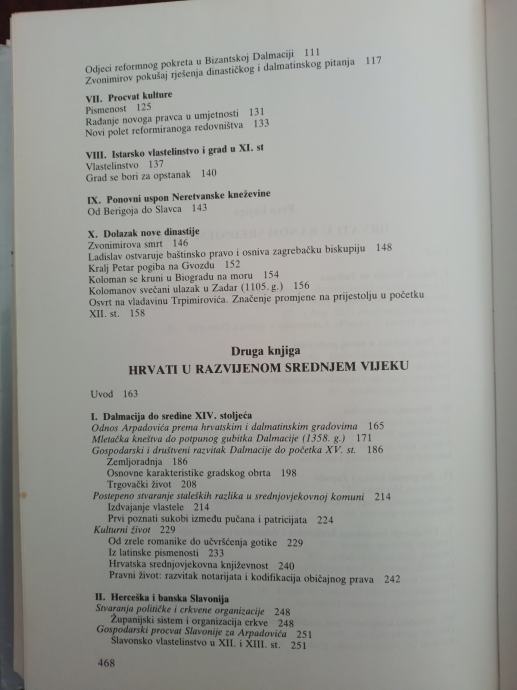 Odjeci reformnog pokreta u Bizantskoj Dalmaciji 111
Zvonimirov pokušaj rješenja dinastičkog i dalmatinskog pitanja 117
VII. Procvat kulture
Pismenost 125
Rađanje novoga pravca u umjetnosti 131
Novi polet reformiranoga redovništva 133
VIII. Istarsko vlastelinstvo i grad u XI. st
Vlastelinstvo 137
Grad se bori za opstanak 140
IX. Ponovni uspon Neretvanske kneževine
Od Berigoja do Slavca 143
X. Dolazak nove dinastije
Zvonimirova smrt 146
Ladislav ostvaruje baštinsko pravo i osniva zagrebačku biskupiju 148
Kralj Petar pogiba na Gvozdu 152
Koloman se kruni u Biogradu na moru 154
Kolomanov svečani ulazak u Zadar (1105. g.) 156
Osvrt na vladavinu Trpimirovića. Značenje promjene na prijestolju u početku
XII. st. 158
Druga knjiga
HRVATI U RAZVIJENOM SREDNJEM VIJEKU
Uvod 163
I. Dalmacija do sredine XIV. stoljeća
Odnos Arpadovića prema hrvatskim i dalmatinskim gradovima 165
Mletačka kneštva do potpunog gubitka Dalmacije (1358. g.) 171
Gospodarski i društveni razvitak Dalmacije do početka XV. st. 186
Zemljoradnja 186
Osnovne karakteristike gradskog obrta 198
Trgovački život 208
Postepeno stvaranje staleških razlika u srednjovjekovnoj komuni 214
Izdvajanje vlastele 214
Prvi poznati sukobi između pučana i patricijata 224
Kulturni život 229
Od zrele romanike do učvršćenja gotike 229
Iz latinske pismenosti 233
Hrvatska srednjovjekovna književnost 240
Pravni život: razvitak notarijata i kodifikacija običajnog prava 242
II. Herceška i banska Slavonija
Stvaranja političke i crkvene organizacije 248
Županijski sistem i organizacija crkve 248
Gospodarski procvat Slavonije za Arpadovića 251
Slavonsko vlastelinstvo u XII. i XIII. st. 251
468